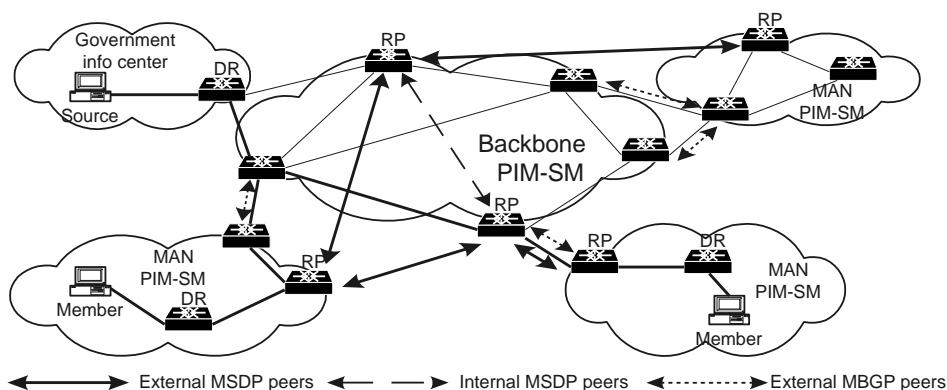 RP
RP
Government
info center
DR
Source
MAN
PIM-SM
Backbone
PIM-SM
RP
RP
DR
MAN
PIM-SM
MAN
PIM-SM
RP
Member
DR
Member
External MSDP peers
Internal MSDP peers
External MBGP peers